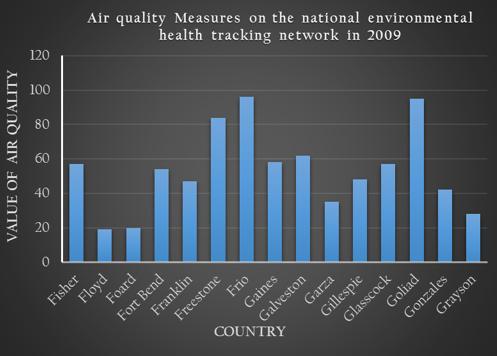 Air quality Measures on the national environmental
health tracking network in 2009
VALUE OF AIR QUALITY
120
100
80
60
40
20
0
Fisher
Floyd
Foard
Fort Bend
Franklin
Freestone
Frio
Gaines
Galveston
Garza
Gillespie
Glasscock
Goliad
Gonzales
Grayson
COUNTRY